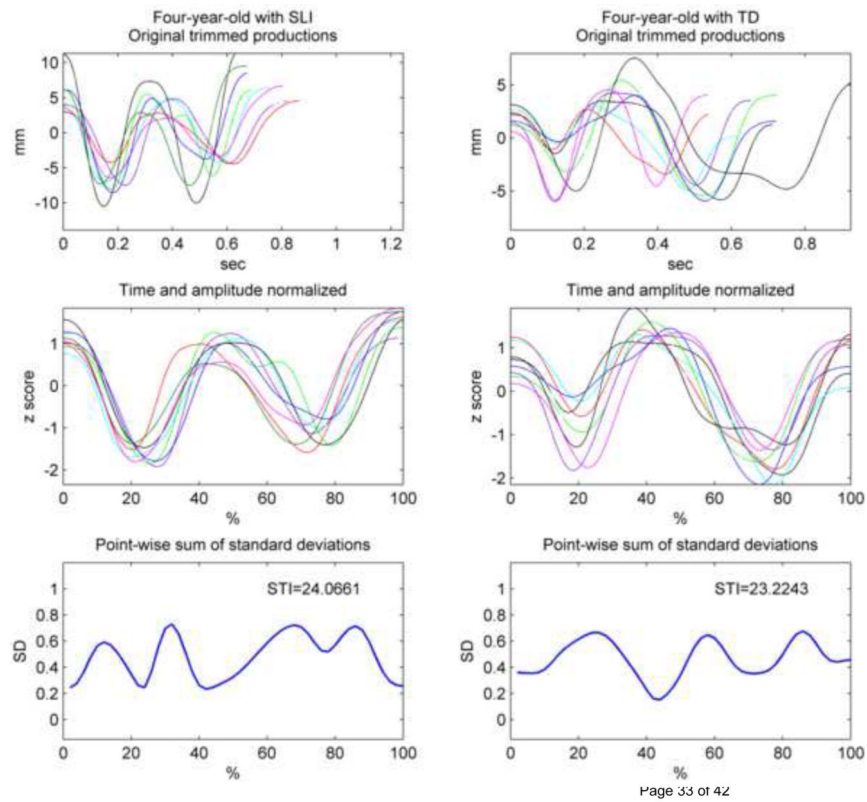 Four-year-old with SLI
Original trimmed productions
10
5
0
-5
-10
mm
0 0.2 0.4 0.6 0.8 1 1.2
sec
Four-year-old with TD
Original trimmed productions
5
0
-5
mm
0 0.2 0.4 0.6 0.8
sec
Time and amplitude normalized
1
0
-1
-2
z score
0 20 40 60 80 100
%
Time and amplitude normalized
1
0
-1
-2
z score
0 20 40 60 80 100
%
Point-wise sum of standard deviations
STI=24.0661
1
0.8
0.6
0.4
0.2
0
SD
0 20 40 60 80 100
%
Point-wise sum of standard deviations
STI=23.2243
1
0.8
0.6
0.4
0.2
0
SD
0 20 40 60 80 100
%
Page 33 of 42